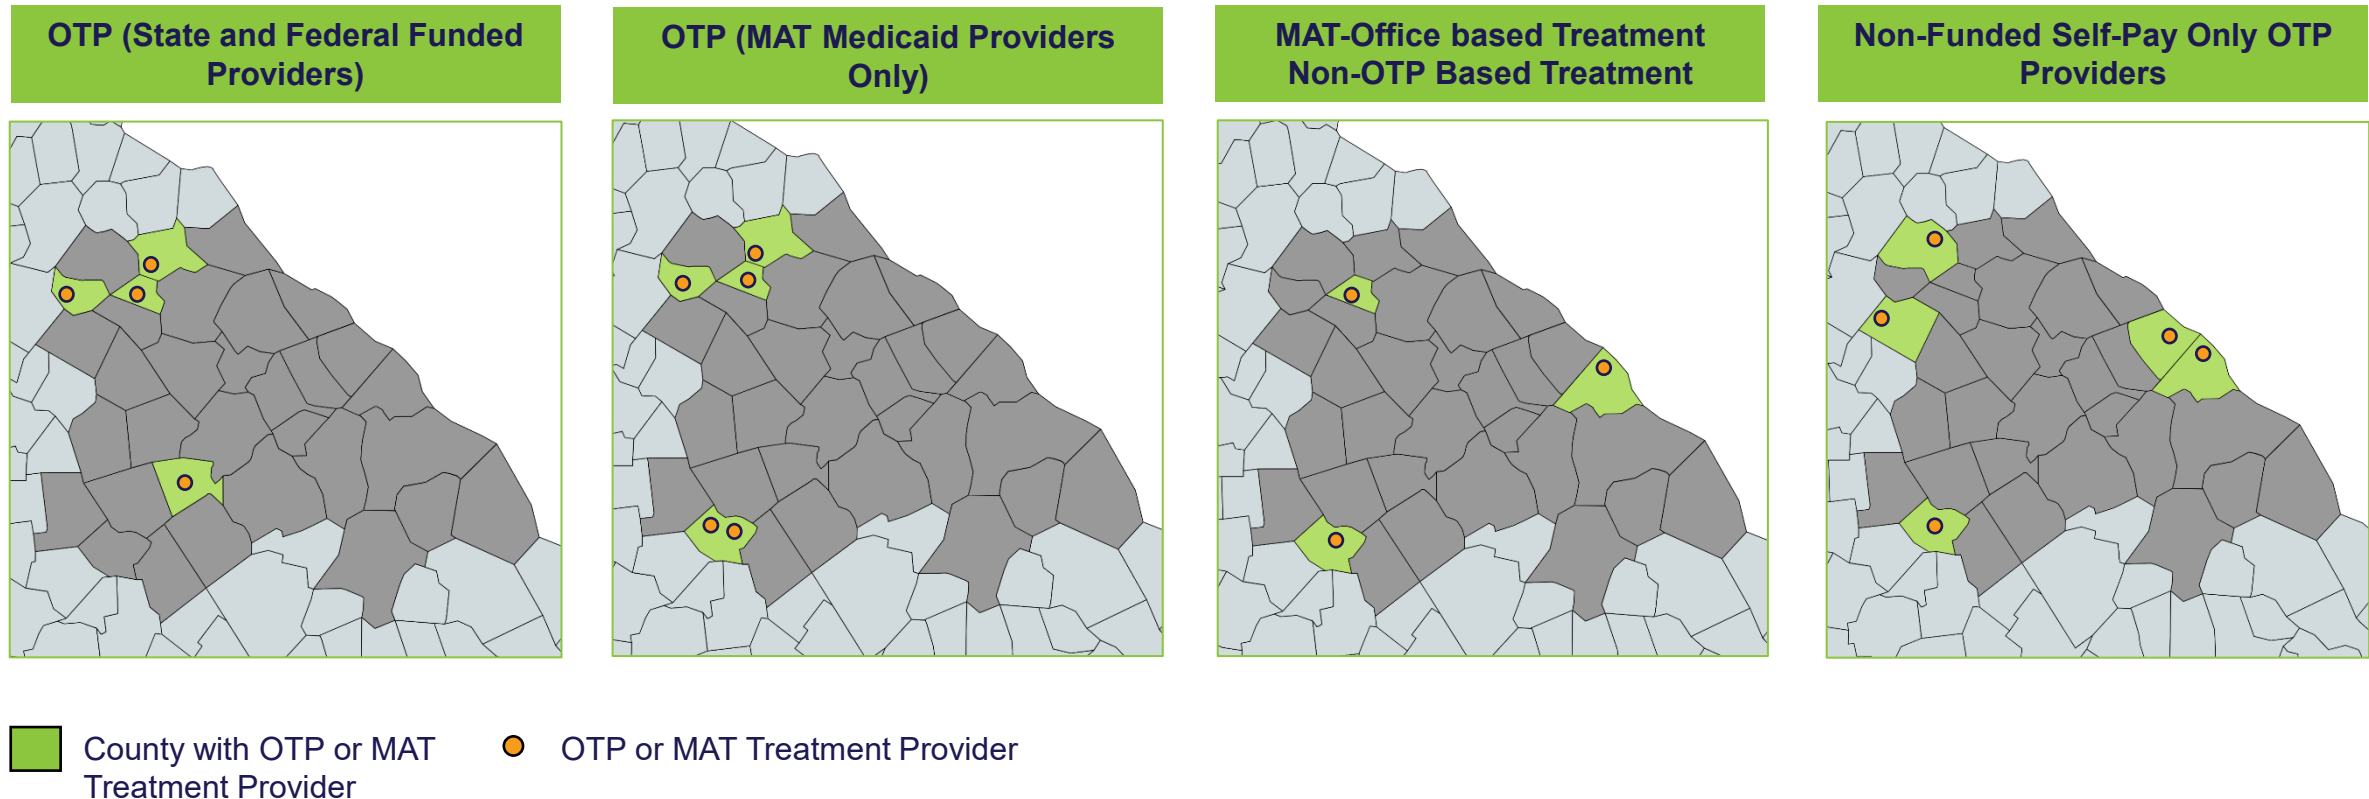 OTP (State and Federal Funded
Providers)
OTP (MAT Medicaid Providers
Only)
MAT-Office based Treatment
Non-OTP Based Treatment
Non-Funded Self-Pay Only OTP
Providers
County with OTP or MAT
Treatment Provider
OTP or MAT Treatment Provider